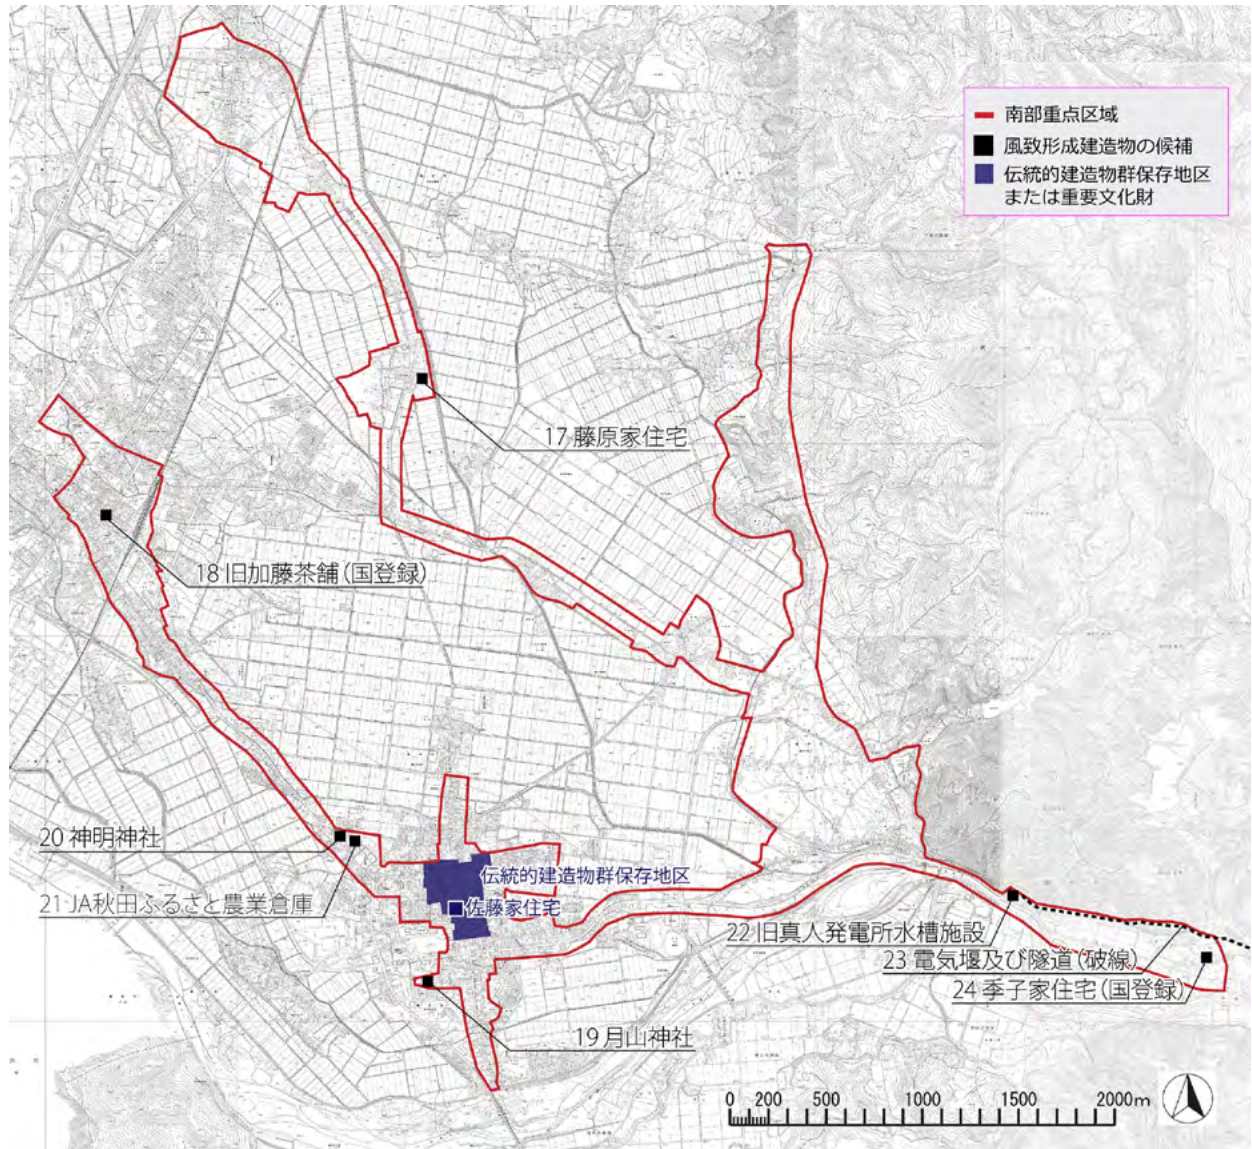 南部重点区域
風致形成建造物の候補
伝統的建造物群保存地区
または重要文化財
17 藤原家住宅
18 旧加藤茶舗(国登録)
20 神明神社
伝統的建造物群保存地区
21 JA秋田ふるさと農業倉庫
佐藤家住宅
22 旧真人発電所水槽施設
23 電気堰及び隧道(破線)
24 季子家住宅(国登録)
19 月山神社
0 200 500 1000 1500 2000m